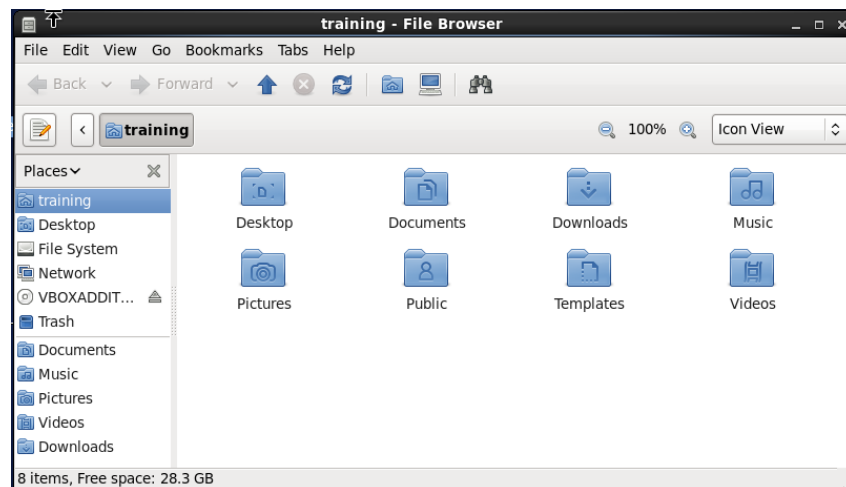 training - File Browser
File Edit View Go Bookmarks Tabs Help
Back Forward
training 100% Icon View
Places
training
Desktop
File System
Network
VBOXADDIT...
Trash
Documents
Music
Pictures
Videos
Downloads
Desktop Documents Downloads Music
Pictures Public Templates Videos
8 items, Free space: 28.3 GB